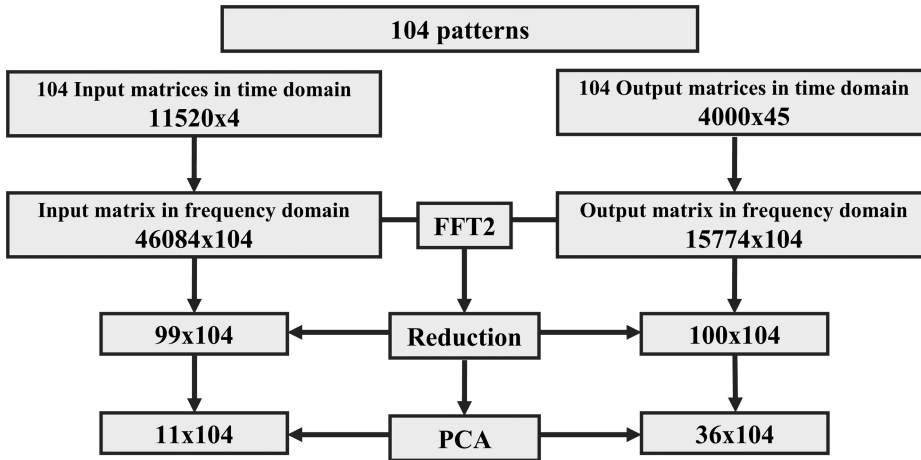 104 patterns
104 Input matrices in time domain
11520x4
104 Output matrices in time domain
4000x45
Input matrix in frequency domain
46084x104
FFT2
Output matrix in frequency domain
15774x104
99x104
Reduction
100x104
11x104
PCA
36x104